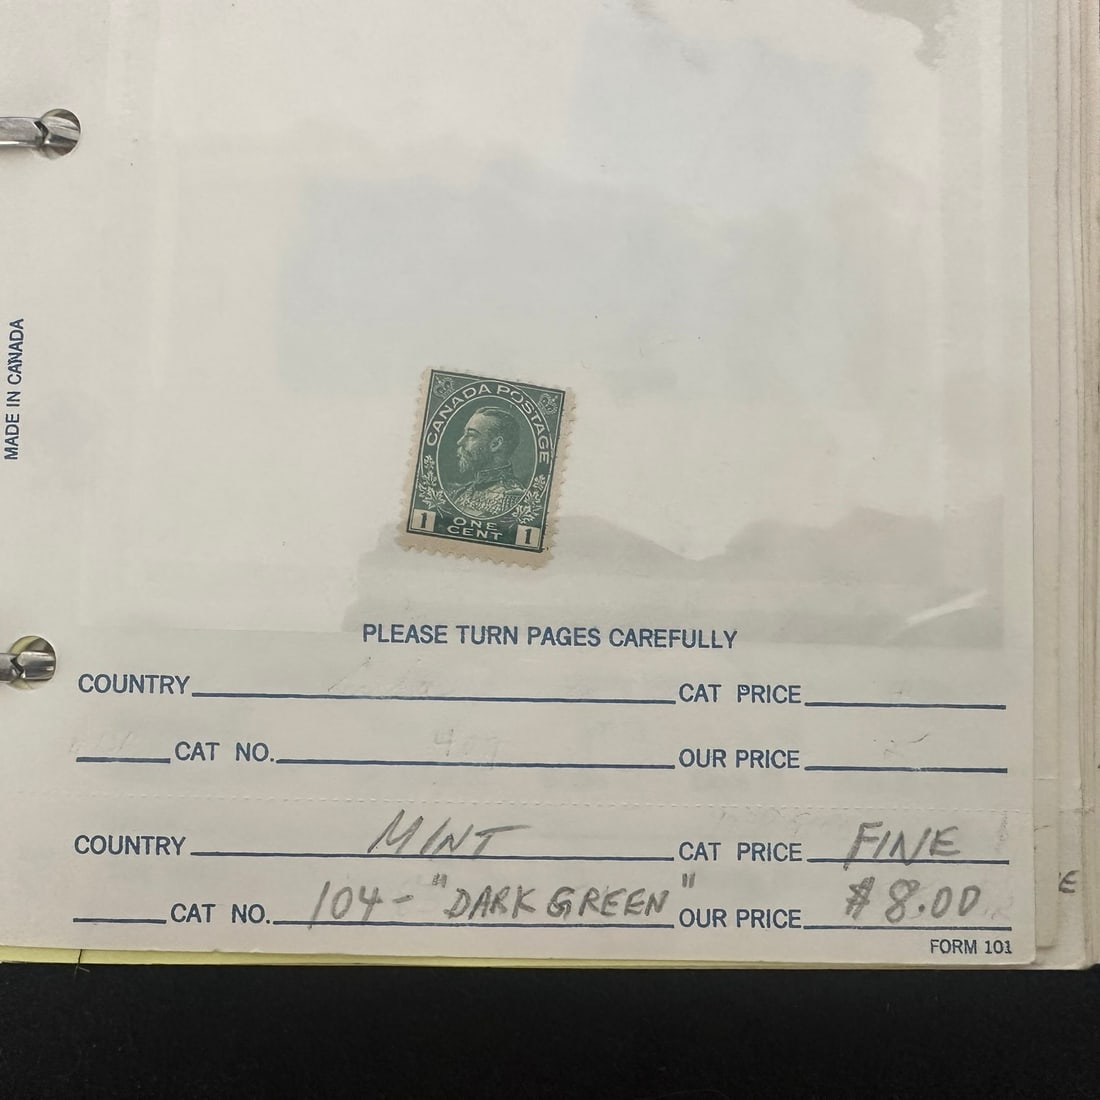 MADE IN CANADA
CANADA POSTAGE
1 ONE CENT 1
PLEASE TURN PAGES CAREFULLY
COUNTRY CAT PRICE
CAT NO. OUR PRICE
COUNTRY MINT CAT PRICE FINE
CAT NO. 104- "DARK GREEN" OUR PRICE $8.00
E
FORM 101